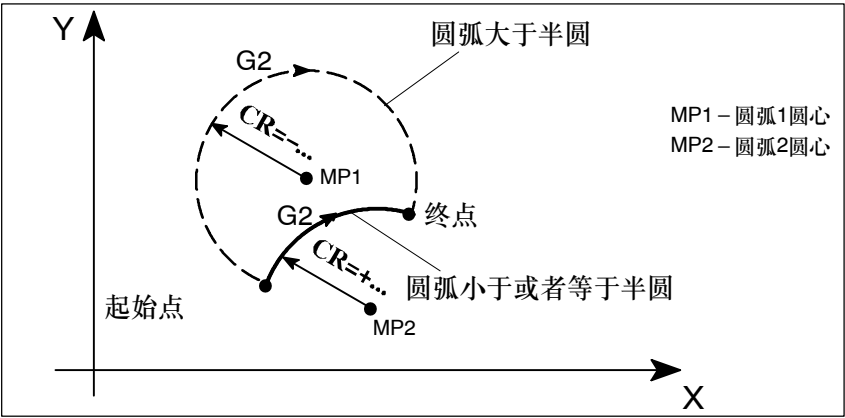 Y
圆弧大于半圆
G2
CR=-...
MP1－圆弧1圆心
MP2－圆弧2圆心
MP1
G2
终点
CR=+...
圆弧小于或者等于半圆
起始点
MP2
X